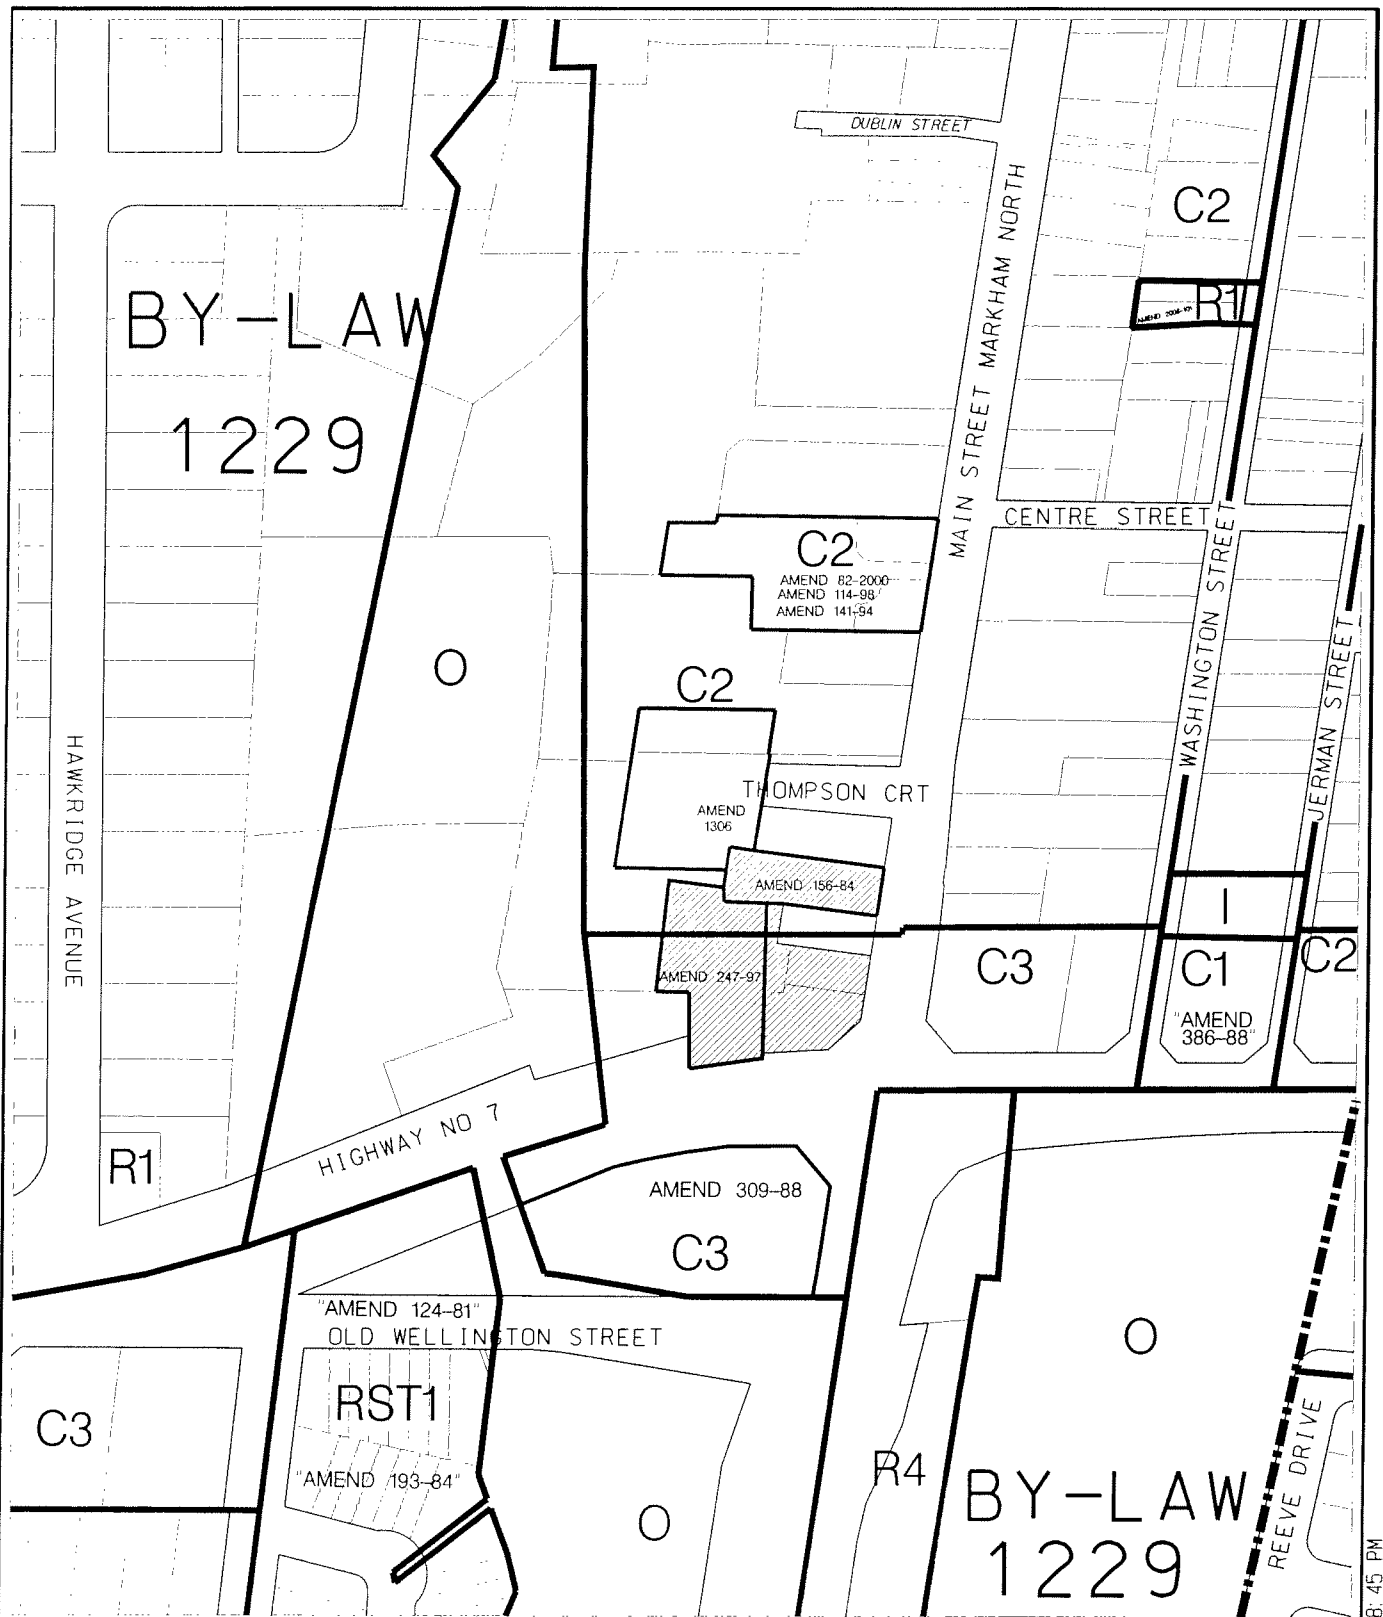 DUBLIN STREET
MAIN STREET MARKHAM NORTH
C2
R1
BY-LAW
1229
CENTRE STREET
C2
AMEND 82-2000
AMEND 114-98
AMEND 141-94
WASHINGTON STREET
JERMAN STREET
O
C2
HAWKRIDGE AVENUE
THOMPSON CRT
AMEND
1306
AMEND 156-84
I
C3
C1
C2
AMEND 247-97
"AMEND
386-88"
HIGHWAY NO 7
R1
AMEND 309-88
C3
"AMEND 124-81"
OLD WELLINGTON STREET
O
RST1
C3
"AMEND 193-84"
R4
BY-LAW
1229
O
REEVE DRIVE
8:45 PM